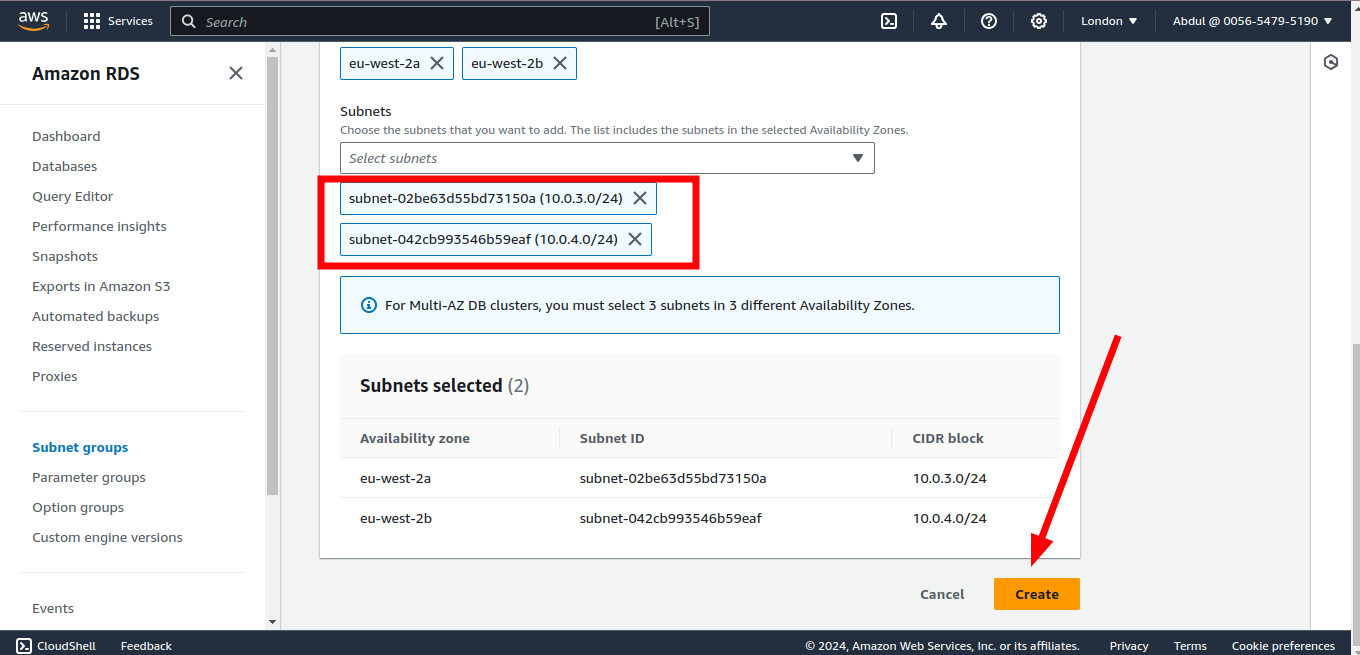 aws
Services
Search
[Alt+S]
London
Abdul @ 0056-5479-5190
Amazon RDS
Dashboard
Databases
Query Editor
Performance insights
Snapshots
Exports in Amazon S3
Automated backups
Reserved instances
Proxies
Subnet groups
Parameter groups
Option groups
Custom engine versions
Events
eu-west-2a
eu-west-2b
Subnets
Choose the subnets that you want to add. The list includes the subnets in the selected Availability Zones.
Select subnets
subnet-02be63d55bd73150a (10.0.3.0/24)
subnet-042cb993546b59eaf (10.0.4.0/24)
For Multi-AZ DB clusters, you must select 3 subnets in 3 different Availability Zones.
Subnets selected (2)
Availability zone Subnet ID CIDR block
eu-west-2a subnet-02be63d55bd73150a 10.0.3.0/24
eu-west-2b subnet-042cb993546b59eaf 10.0.4.0/24
Cancel
Create
CloudShell
Feedback
© 2024, Amazon Web Services, Inc. or its affiliates.
Privacy
Terms
Cookie preferences